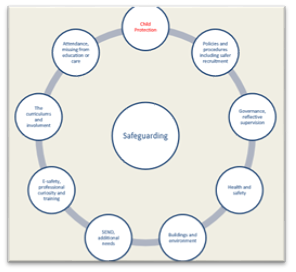 Child
Protection
Policies and
procedures
including safer
recruitment
Governance,
reflective
supervision
Health and
safety
Buildings and
environment
SEND,
additional
needs
E-safety,
professional
curiosity and
training
The
curriculums
and
involvement
Attendance,
missing from
education or
care
Safeguarding